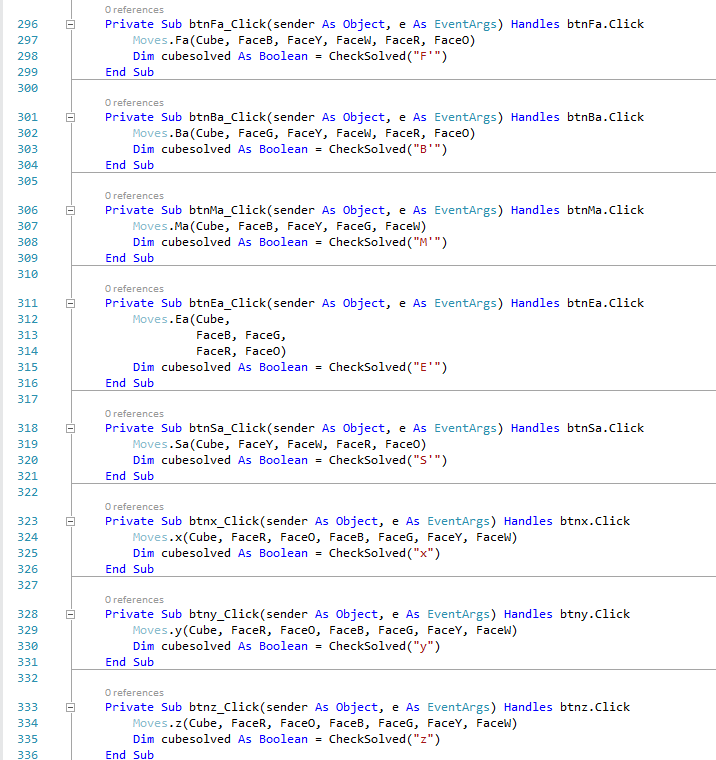 0 references
296 Private Sub btnFa_Click(sender As Object, e As EventArgs) Handles btnFa.Click
297 Moves.Fa(Cube, FaceB, FaceY, FaceW, FaceR, FaceO)
298 Dim cubesolved As Boolean = CheckSolved("F'")
299 End Sub
300
0 references
301 Private Sub btnBa_Click(sender As Object, e As EventArgs) Handles btnBa.Click
302 Moves.Ba(Cube, FaceG, FaceY, FaceW, FaceR, FaceO)
303 Dim cubesolved As Boolean = CheckSolved("B'")
304 End Sub
305
0 references
306 Private Sub btnMa_Click(sender As Object, e As EventArgs) Handles btnMa.Click
307 Moves.Ma(Cube, FaceB, FaceY, FaceG, FaceW)
308 Dim cubesolved As Boolean = CheckSolved("M'")
309 End Sub
310
0 references
311 Private Sub btnEa_Click(sender As Object, e As EventArgs) Handles btnEa.Click
312 Moves.Ea(Cube,
313 FaceB, FaceG,
314 FaceR, FaceO)
315 Dim cubesolved As Boolean = CheckSolved("E'")
316 End Sub
317
0 references
318 Private Sub btnSa_Click(sender As Object, e As EventArgs) Handles btnSa.Click
319 Moves.Sa(Cube, FaceY, FaceW, FaceR, FaceO)
320 Dim cubesolved As Boolean = CheckSolved("S'")
321 End Sub
322
0 references
323 Private Sub btnx_Click(sender As Object, e As EventArgs) Handles btnx.Click
324 Moves.x(Cube, FaceR, FaceO, FaceB, FaceG, FaceY, FaceW)
325 Dim cubesolved As Boolean = CheckSolved("x")
326 End Sub
327
0 references
328 Private Sub btny_Click(sender As Object, e As EventArgs) Handles btny.Click
329 Moves.y(Cube, FaceR, FaceO, FaceB, FaceG, FaceY, FaceW)
330 Dim cubesolved As Boolean = CheckSolved("y")
331 End Sub
332
0 references
333 Private Sub btnz_Click(sender As Object, e As EventArgs) Handles btnz.Click
334 Moves.z(Cube, FaceR, FaceO, FaceB, FaceG, FaceY, FaceW)
335 Dim cubesolved As Boolean = CheckSolved("z")
336 End Sub